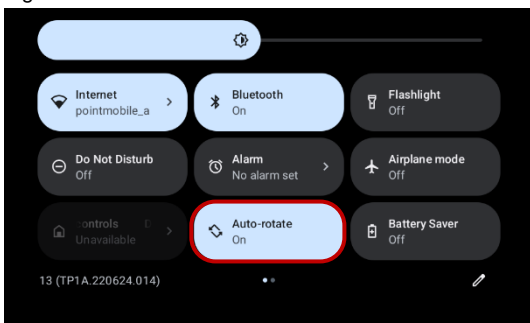 Internet
pointmobile_a
Bluetooth
On
Flashlight
Off
Do Not Disturb
Off
Alarm
No alarm set
Airplane mode
Off
controls D
Unavailable
Auto-rotate
On
Battery Saver
Off
13 (TP1A.220624.014)